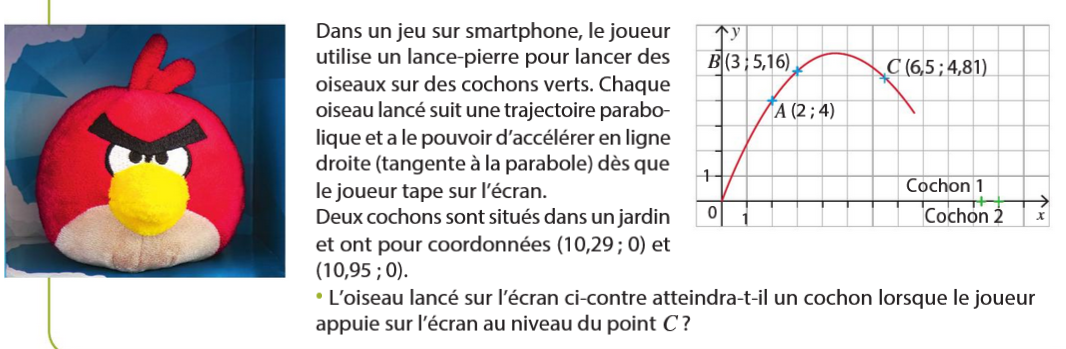 Dans un jeu sur smartphone, le joueur
utilise un lance-pierre pour lancer des
oiseaux sur des cochons verts. Chaque
oiseau lancé suit une trajectoire parabo-
lique et a le pouvoir d’accélérer en ligne
droite (tangente à la parabole) dès que
le joueur tape sur l’écran.
Deux cochons sont situés dans un jardin
et ont pour coordonnées (10,29 ; 0) et
(10,95 ; 0).
• L’oiseau lancé sur l’écran ci-contre atteindra-t-il un cochon lorsque le joueur
appuie sur l’écran au niveau du point C ?
y
B(3 ; 5,16)
C (6,5 ; 4,81)
A (2 ; 4)
1
Cochon 1
0 1
Cochon 2
x